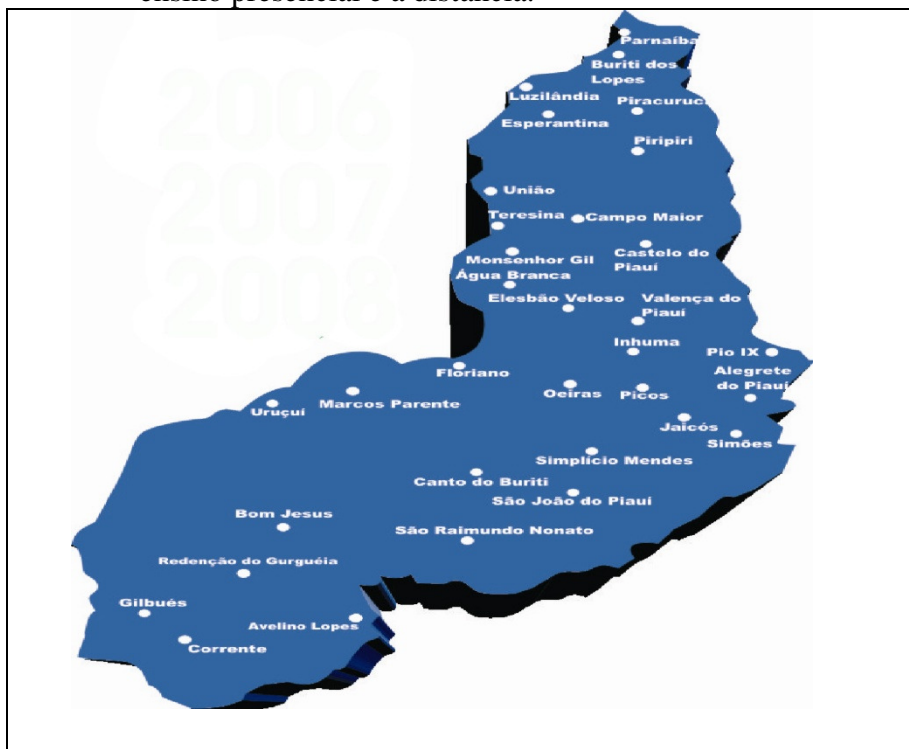 ensino presencial e a distância.
2006
2007
2008
Parnaíba
Buriti dos
Lopes
Luzilândia
Piracuruc
Esperantina
Piripiri
União
Teresina
Campo Maior
Monsenhor Gil
Castelo do
Piauí
Água Branca
Elesbão Veloso
Valença do
Piauí
Inhuma
Pio IX
Floriano
Alegrete
do Piauí
Oeiras
Picos
Marcos Parente
Uruçuí
Jaicós
Simões
Simplício Mendes
Canto do Buriti
São João do Piauí
Bom Jesus
São Raimundo Nonato
Redenção do Gurguéia
Gilbués
Avelino Lopes
Corrente